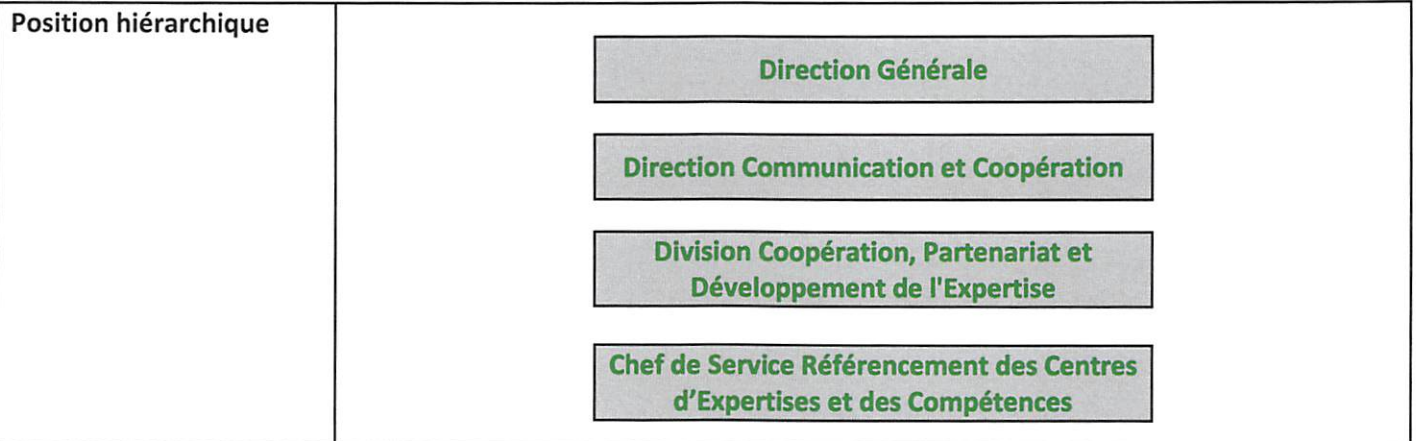 Position hiérarchique
Direction Générale
Direction Communication et Coopération
Division Coopération, Partenariat et
Développement de l'Expertise
Chef de Service Référencement des Centres
d’Expertises et des Compétences